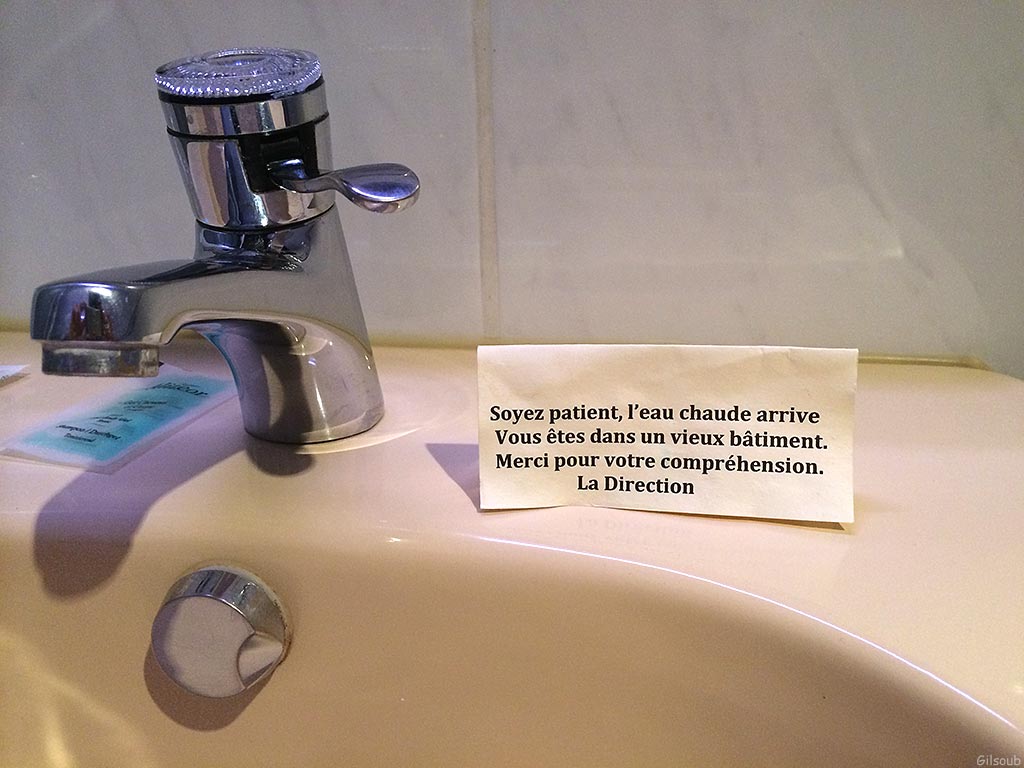 Soyez patient, l'eau chaude arrive
Vous êtes dans un vieux bâtiment.
Merci pour votre compréhension.
La Direction
Gilsoub